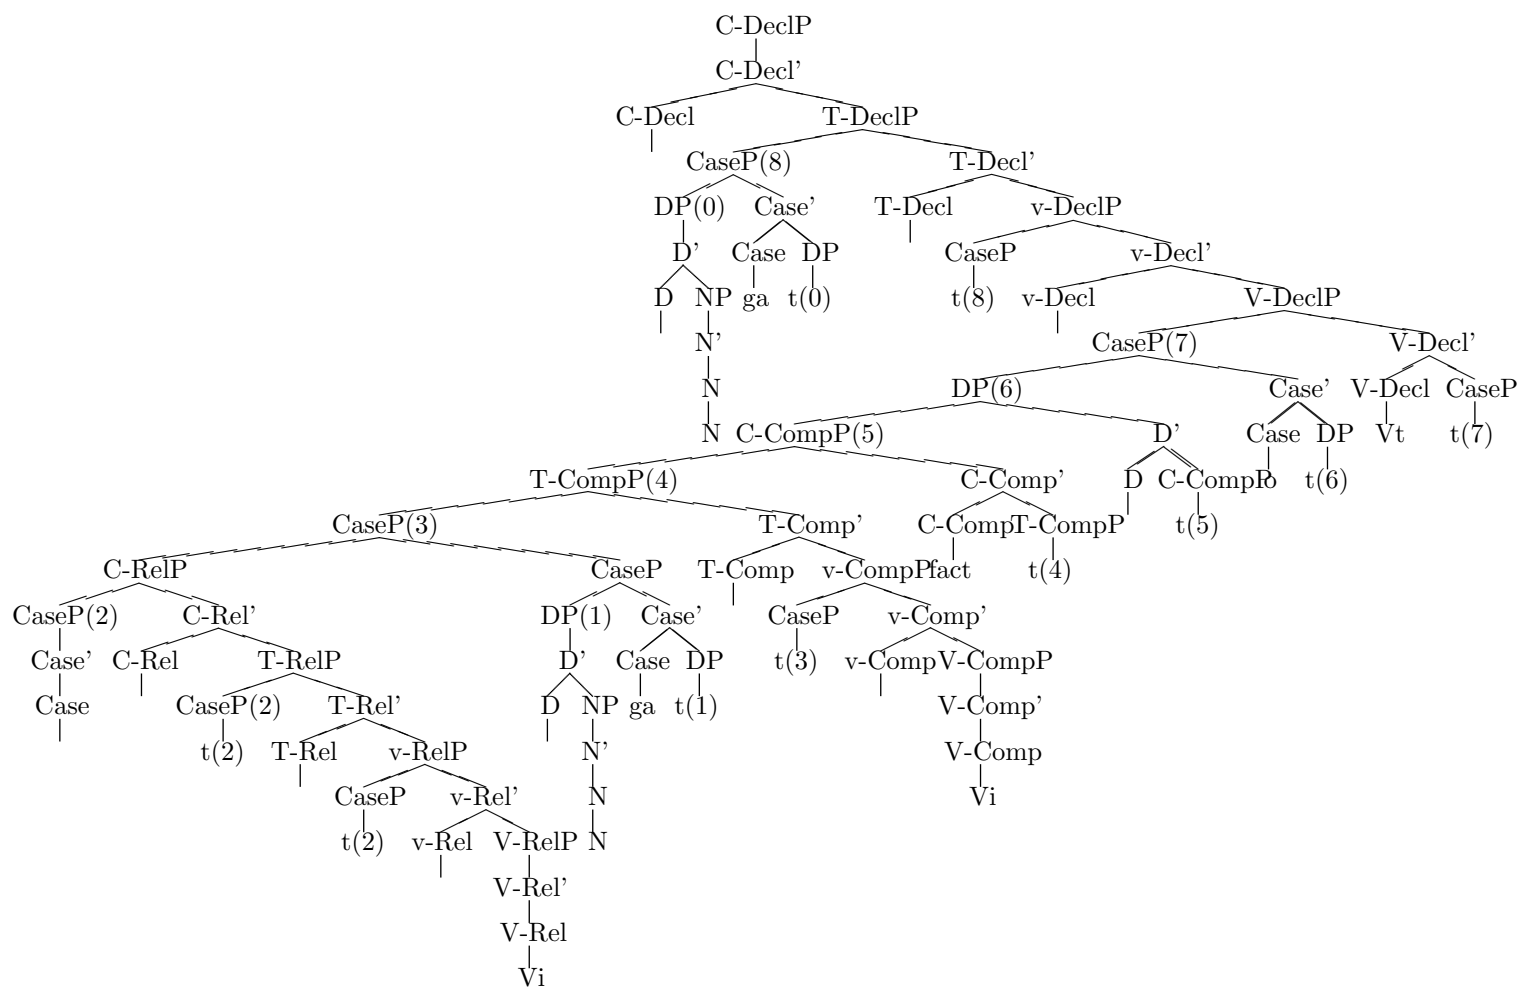 C-DeclP
C-Decl’
C-Decl T-DeclP
CaseP(8) T-Decl’
DP(0) Case’ T-Decl v-DeclP
D’ Case DP CaseP v-Decl’
D NP ga t(0) t(8) v-Decl V-DeclP
N’ CaseP(7) V-Decl’
N DP(6) Case’ V-Decl CaseP
N C-CompP(5) D’ Case DP Vt t(7)
T-CompP(4) C-Comp’ D C-CompP o t(6)
CaseP(3) T-Comp’ C-Comp T-CompP t(5)
C-RelP CaseP T-Comp v-CompP fact t(4)
CaseP(2) C-Rel’ DP(1) Case’ CaseP v-Comp’
Case’ C-Rel T-RelP D’ Case DP t(3) v-Comp V-CompP
Case CaseP(2) T-Rel’ D NP ga t(1) V-Comp’
t(2) T-Rel v-RelP N’ V-Comp
CaseP v-Rel’ N Vi
t(2) v-Rel V-RelP N
V-Rel’
V-Rel
Vi